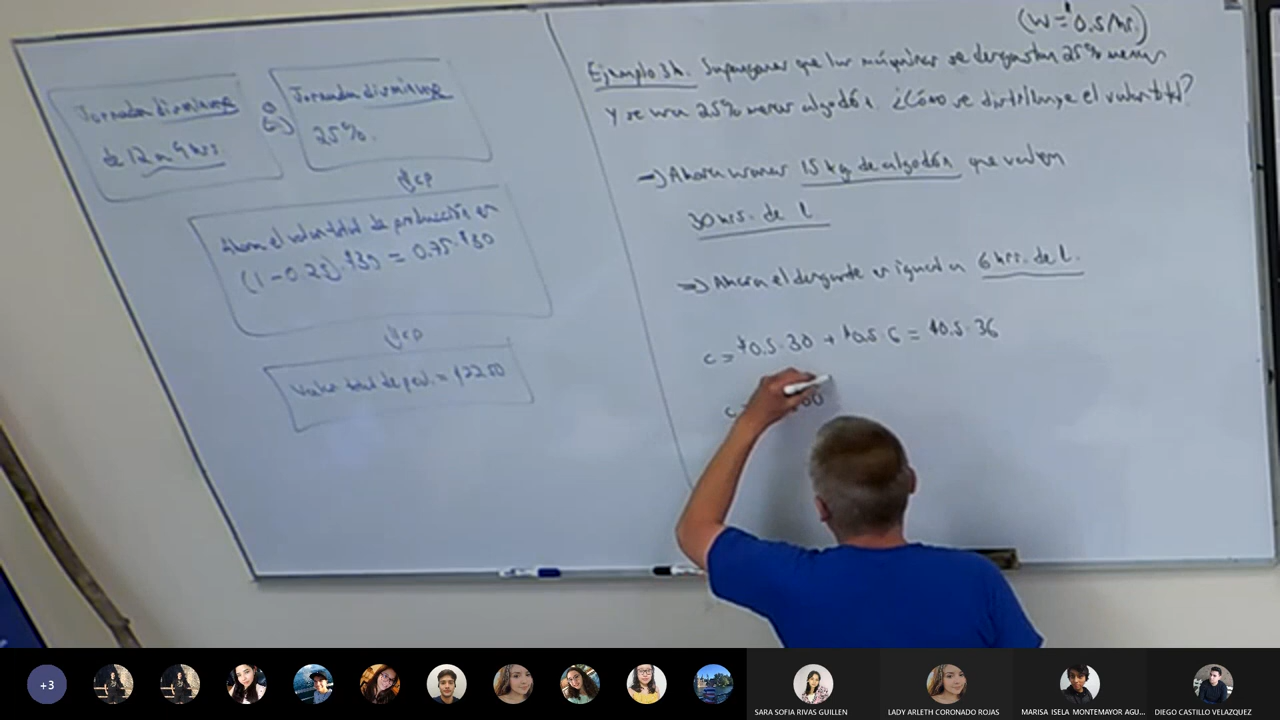 Jornada disminuye
de 12 a 9 hrs
Jornada disminuye
25%.
Ahora el valor total de producción es
(1-0.25)·$30 = 0.75·$30
Valor total de prod. = $22.50
(w = $0.5/hr.)
Ejemplo 3b. Supongamos que las máquinas se desgastan 25% menos
y se usa 25% menos algodón. ¿Cómo se distribuye el valor total?
→ Ahora usamos 15 kg de algodón que valen
30 hrs. de l
⇒ Ahora el desgaste es igual a 6 hrs. de l.
c = $0.5·30 + $0.5·6 = $0.5·36
c =
+3
SARA SOFIA RIVAS GUILLEN
LADY ARLETH CORONADO ROJAS
MARISA ISELA MONTEMAYOR AGU...
DIEGO CASTILLO VELAZQUEZ